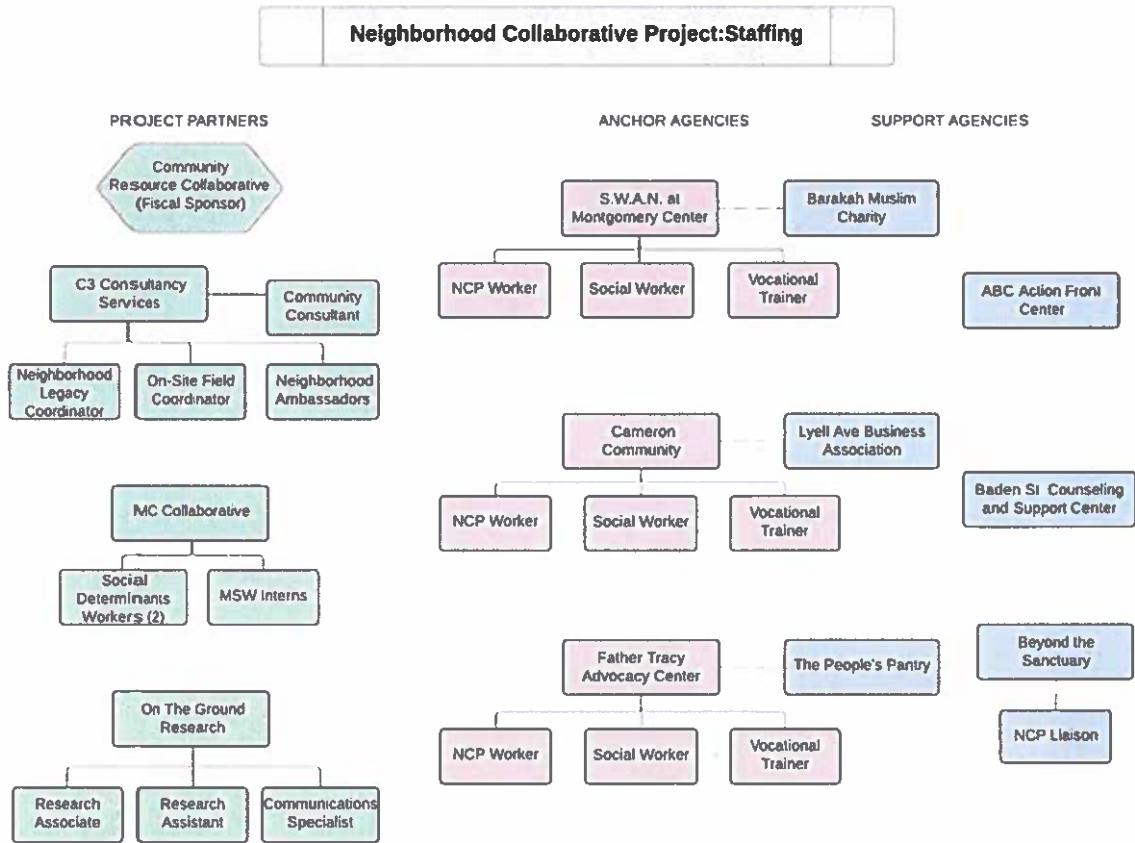 Neighborhood Collaborative Project:Staffing
PROJECT PARTNERS
Community
Resource Collaborative
(Fiscal Sponsor)
C3 Consultancy
Services
Community
Consultant
Neighborhood
Legacy
Coordinator
On-Site Field
Coordinator
Neighborhood
Ambassadors
MC Collaborative
Social
Determinants
Workers (2)
MSW Interns
On The Ground
Research
Research
Associate
Research
Assistant
Communications
Specialist
ANCHOR AGENCIES
S.W.A.N. at
Montgomery Center
NCP Worker
Social Worker
Vocational
Trainer
Cameron
Community
NCP Worker
Social Worker
Vocational
Trainer
Father Tracy
Advocacy Center
NCP Worker
Social Worker
Vocational
Trainer
SUPPORT AGENCIES
Barakah Muslim
Charity
ABC Action Front
Center
Lyell Ave Business
Association
Baden St Counseling
and Support Center
The People's Pantry
Beyond the
Sanctuary
NCP Liaison